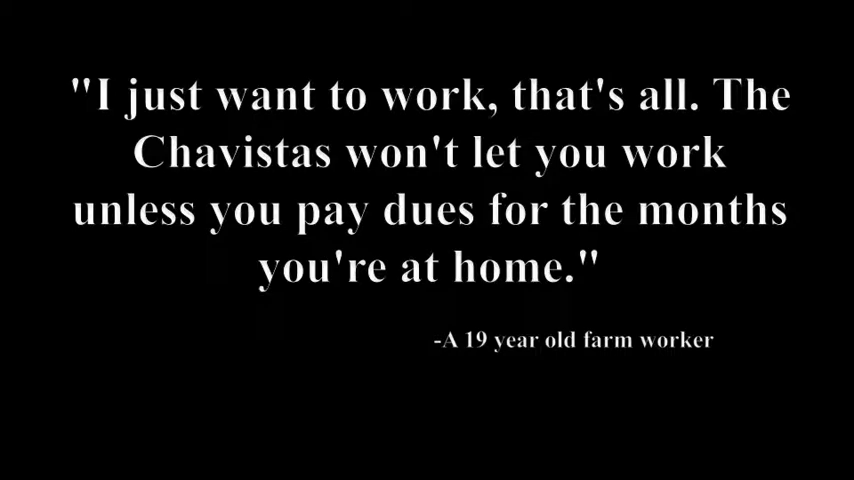 "I just want to work, that's all. The
Chavistas won't let you work
unless you pay dues for the months
you're at home."
-A 19 year old farm worker